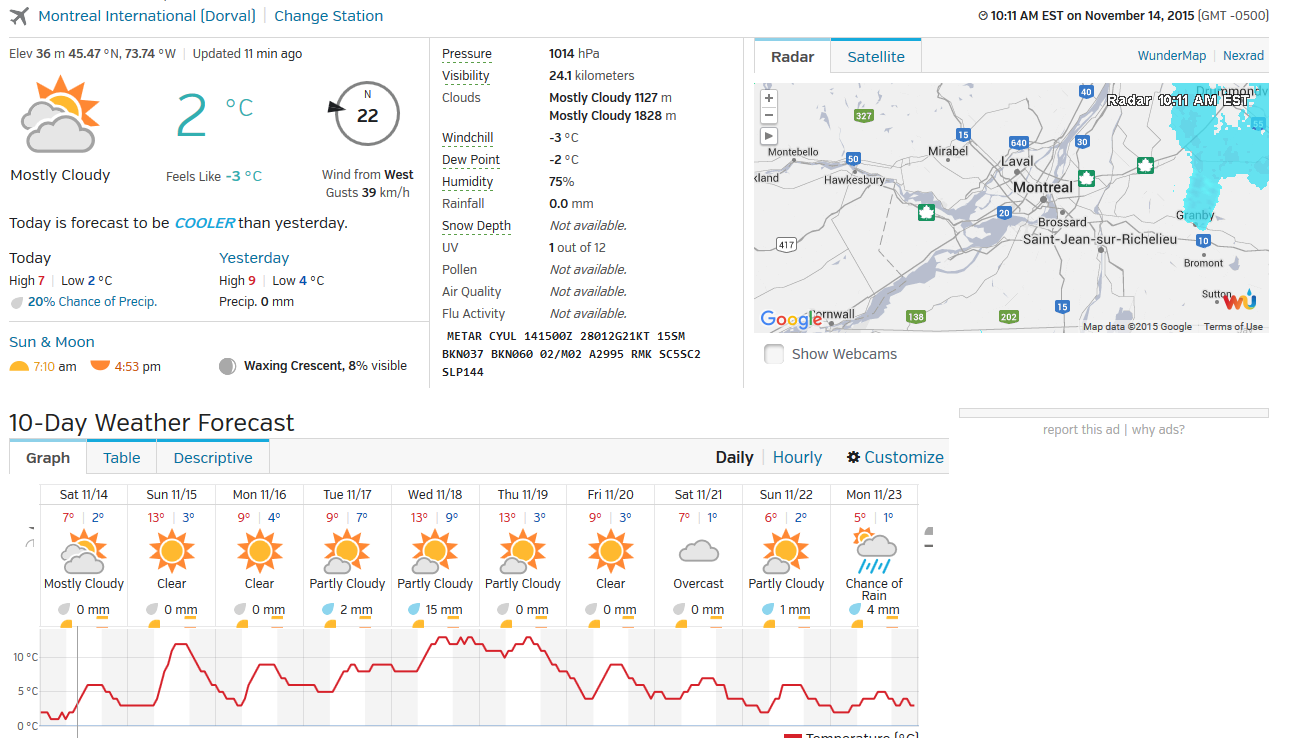 Montreal International (Dorval) | Change Station
10:11 AM EST on November 14, 2015 (GMT -0500)
Elev 36 m 45.47 °N, 73.74 °W | Updated 11 min ago
2 °C
N
22
Mostly Cloudy
Feels Like -3 °C
Wind from West
Gusts 39 km/h
Today is forecast to be COOLER than yesterday.
Today
High 7 | Low 2 °C
20% Chance of Precip.
Yesterday
High 9 | Low 4 °C
Precip. 0 mm
Sun & Moon
7:10 am 4:53 pm
Waxing Crescent, 8% visible
Pressure 1014 hPa
Visibility 24.1 kilometers
Clouds Mostly Cloudy 1127 m
Mostly Cloudy 1828 m
Windchill -3 °C
Dew Point -2 °C
Humidity 75%
Rainfall 0.0 mm
Snow Depth Not available.
UV 1 out of 12
Pollen Not available.
Air Quality Not available.
Flu Activity Not available.
METAR CYUL 141500Z 28012G21KT 15SM
BKN037 BKN060 02/M02 A2995 RMK SC5SC2
SLP144
Radar Satellite
WunderMap | Nexrad
+
−
Radar 10:11 AM EST
Drummondv
40
327
55
15
640
30
Montebello
Mirabel
50
Laval
kland
Hawkesbury
Montreal
20
Granby
Brossard
417
Saint-Jean-sur-Richelieu
10
Bromont
Sutton
WU
15
Google
ornwall
138
202
Map data ©2015 Google Terms of Use
Show Webcams
10-Day Weather Forecast
report this ad | why ads?
Graph Table Descriptive
Daily | Hourly Customize
Sat 11/14 Sun 11/15 Mon 11/16 Tue 11/17 Wed 11/18 Thu 11/19 Fri 11/20 Sat 11/21 Sun 11/22 Mon 11/23
7° | 2° 13° | 3° 9° | 4° 9° | 7° 13° | 9° 13° | 3° 9° | 3° 7° | 1° 6° | 2° 5° | 1°
Mostly Cloudy Clear Clear Partly Cloudy Partly Cloudy Partly Cloudy Clear Overcast Partly Cloudy Chance of
Rain
0 mm 0 mm 0 mm 2 mm 15 mm 0 mm 0 mm 0 mm 1 mm 4 mm
10 °C
5 °C
0 °C
Temperature (°C)